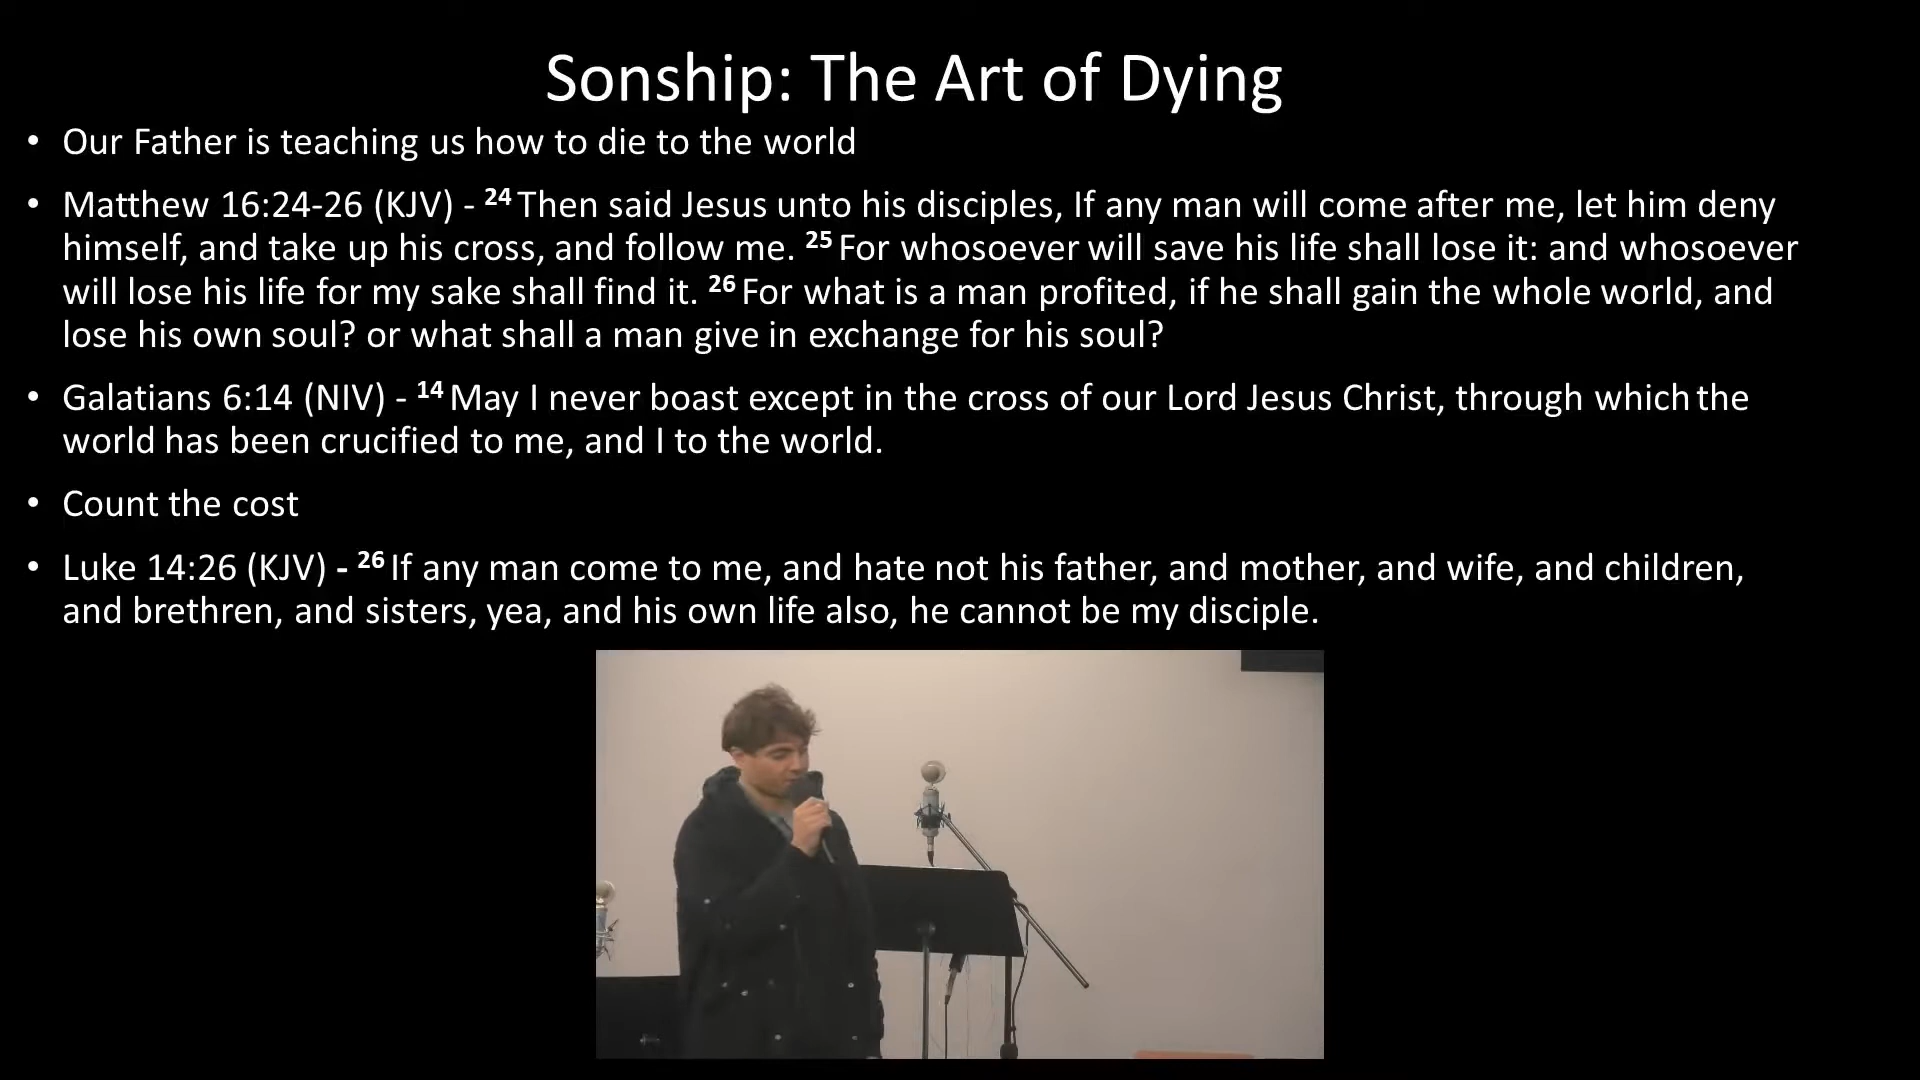 Sonship: The Art of Dying
• Our Father is teaching us how to die to the world
• Matthew 16:24-26 (KJV) - 24 Then said Jesus unto his disciples, If any man will come after me, let him deny
himself, and take up his cross, and follow me. 25 For whosoever will save his life shall lose it: and whosoever
will lose his life for my sake shall find it. 26 For what is a man profited, if he shall gain the whole world, and
lose his own soul? or what shall a man give in exchange for his soul?
• Galatians 6:14 (NIV) - 14 May I never boast except in the cross of our Lord Jesus Christ, through which the
world has been crucified to me, and I to the world.
• Count the cost
• Luke 14:26 (KJV) - 26 If any man come to me, and hate not his father, and mother, and wife, and children,
and brethren, and sisters, yea, and his own life also, he cannot be my disciple.